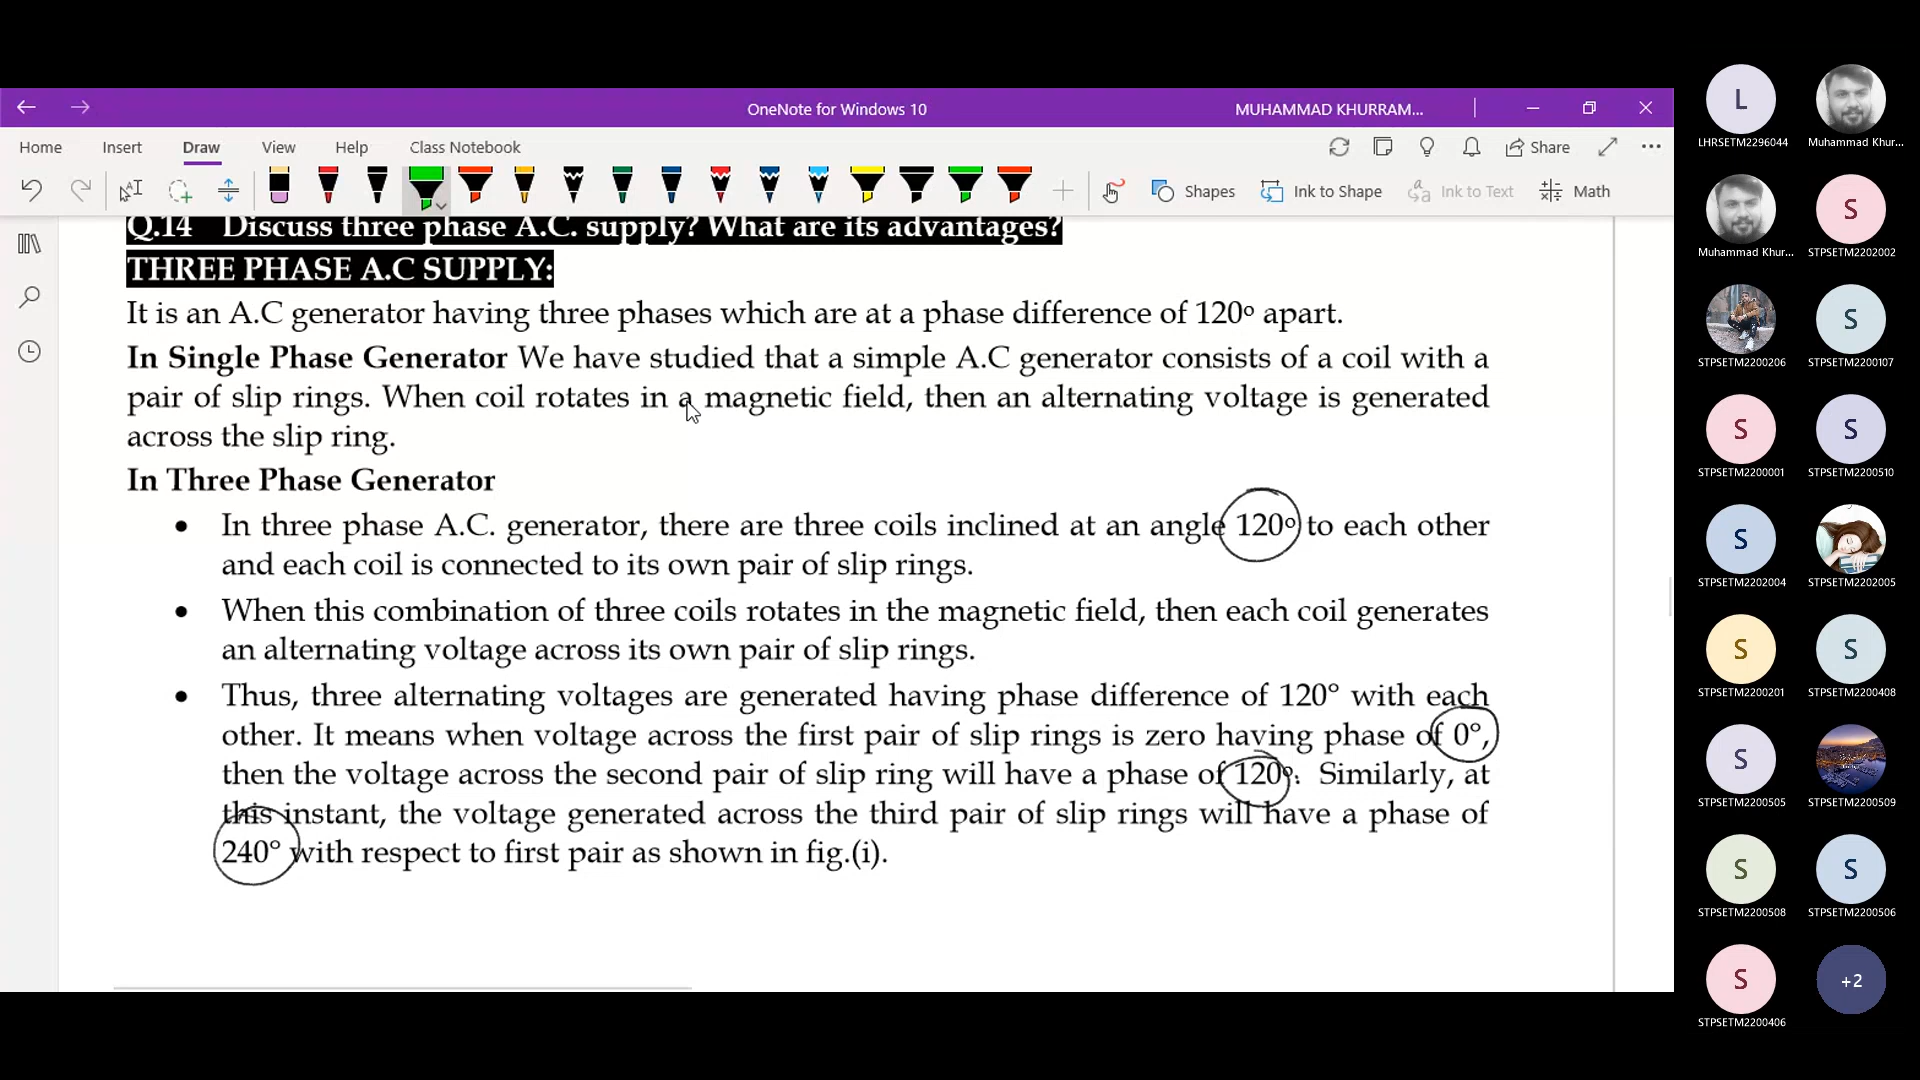 OneNote for Windows 10
MUHAMMAD KHURRAM...
Home Insert Draw View Help Class Notebook
Share
Shapes Ink to Shape Ink to Text Math
Q.14 Discuss three phase A.C. supply? What are its advantages?
THREE PHASE A.C SUPPLY:
It is an A.C generator having three phases which are at a phase difference of 120° apart.
In Single Phase Generator We have studied that a simple A.C generator consists of a coil with a
pair of slip rings. When coil rotates in a magnetic field, then an alternating voltage is generated
across the slip ring.
In Three Phase Generator
• In three phase A.C. generator, there are three coils inclined at an angle 120° to each other
and each coil is connected to its own pair of slip rings.
• When this combination of three coils rotates in the magnetic field, then each coil generates
an alternating voltage across its own pair of slip rings.
• Thus, three alternating voltages are generated having phase difference of 120° with each
other. It means when voltage across the first pair of slip rings is zero having phase of 0°,
then the voltage across the second pair of slip ring will have a phase of 120°. Similarly, at
this instant, the voltage generated across the third pair of slip rings will have a phase of
240° with respect to first pair as shown in fig.(i).
L
LHRSETM2296044 Muhammad Khur...
S
Muhammad Khur... STPSETM2202002
S
STPSETM2200206 STPSETM2200107
S S
STPSETM2200001 STPSETM2200510
S
STPSETM2202004 STPSETM2202005
S S
STPSETM2200201 STPSETM2200408
S
STPSETM2200505 STPSETM2200509
S S
STPSETM2200508 STPSETM2200506
S +2
STPSETM2200406